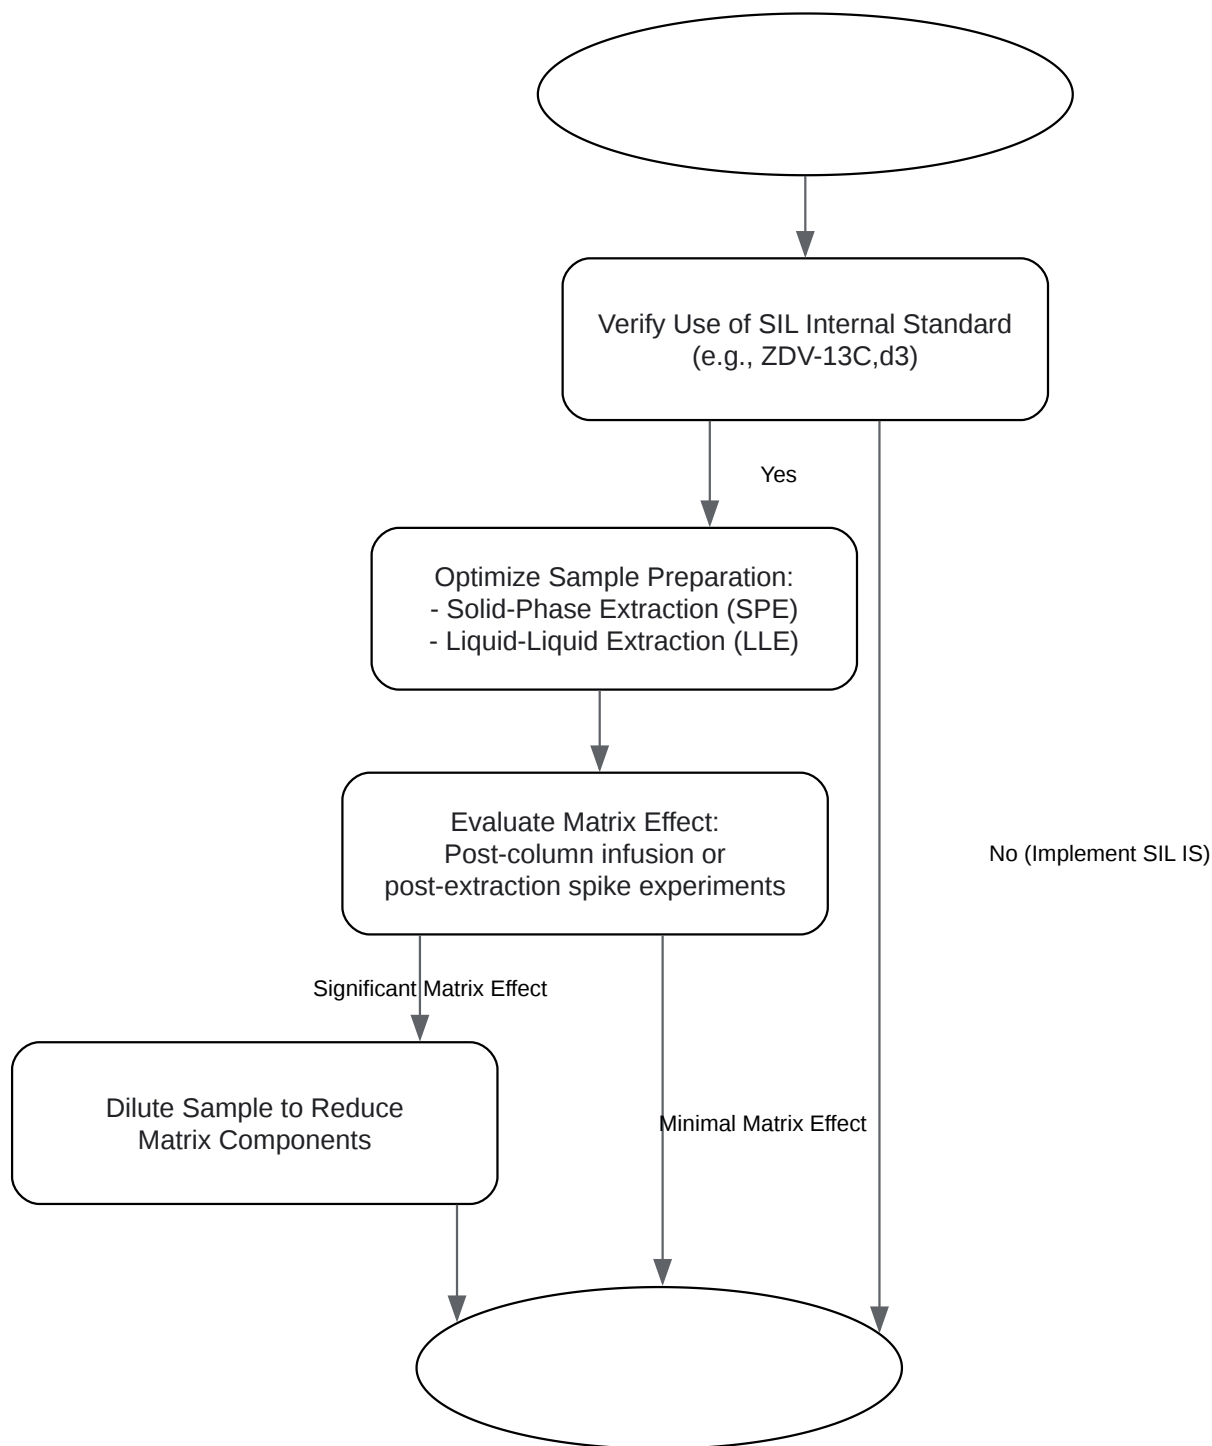 Verify Use of SIL Internal Standard
(e.g., ZDV-13C,d3)
Yes
Optimize Sample Preparation:
- Solid-Phase Extraction (SPE)
- Liquid-Liquid Extraction (LLE)
Evaluate Matrix Effect:
Post-column infusion or
post-extraction spike experiments
No (Implement SIL IS)
Significant Matrix Effect
Dilute Sample to Reduce
Matrix Components
Minimal Matrix Effect